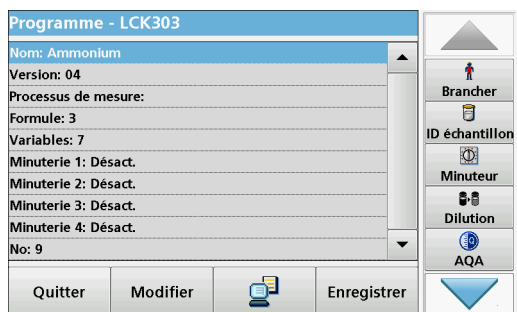 Programme - LCK303
Nom: Ammonium
Version: 04
Processus de mesure:
Formule: 3
Variables: 7
Minuterie 1: Désact.
Minuterie 2: Désact.
Minuterie 3: Désact.
Minuterie 4: Désact.
No: 9
Quitter
Modifier
Enregistrer
Brancher
ID échantillon
Minuteur
Dilution
AQA